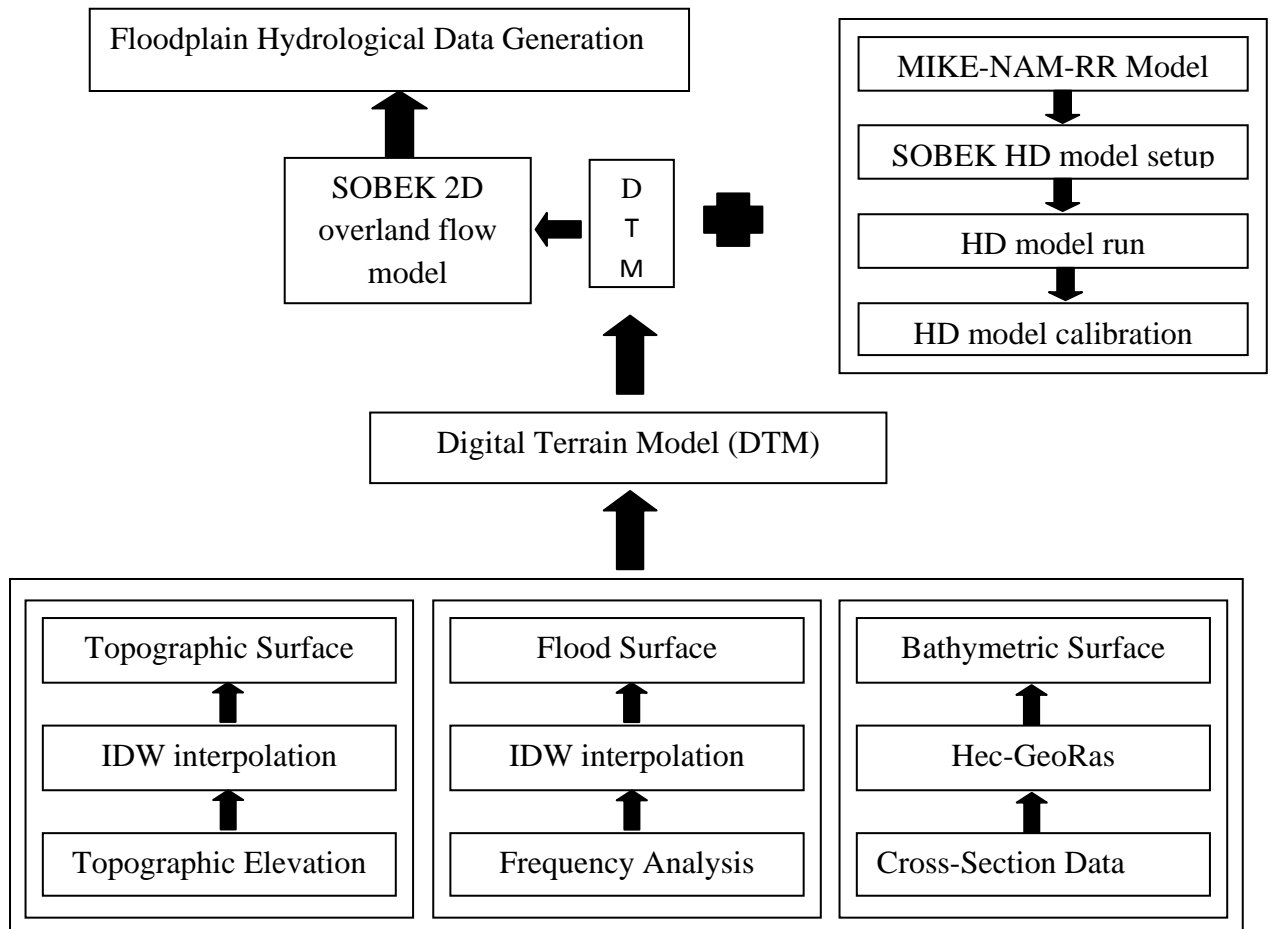 Floodplain Hydrological Data Generation
SOBEK 2D
overland flow
model
D
T
M
MIKE-NAM-RR Model
SOBEK HD model setup
HD model run
HD model calibration
Digital Terrain Model (DTM)
Topographic Surface
IDW interpolation
Topographic Elevation
Flood Surface
IDW interpolation
Frequency Analysis
Bathymetric Surface
Hec-GeoRas
Cross-Section Data